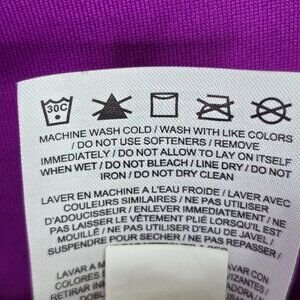 30C
MACHINE WASH COLD / WASH WITH LIKE COLORS
/ DO NOT USE SOFTENERS / REMOVE
IMMEDIATELY / DO NOT ALLOW TO LAY ON ITSELF
WHEN WET / DO NOT BLEACH / LINE DRY / DO NOT
IRON / DO NOT DRY CLEAN
LAVER EN MACHINE A L'EAU FROIDE / LAVER AVEC
COULEURS SIMILAIRES / NE PAS UTILISER
D'ADOUCISSEUR / ENLEVER IMMEDIATEMENT /
NE PAS LAISSER LE VÊTEMENT PLIÉ LORSQU'IL EST
MOUILLÉ / NE PAS UTILISER D'EAU DE JAVEL /
SUSPENDRE POUR SECHER / NE PAS
LAVAR A
RETIRAR